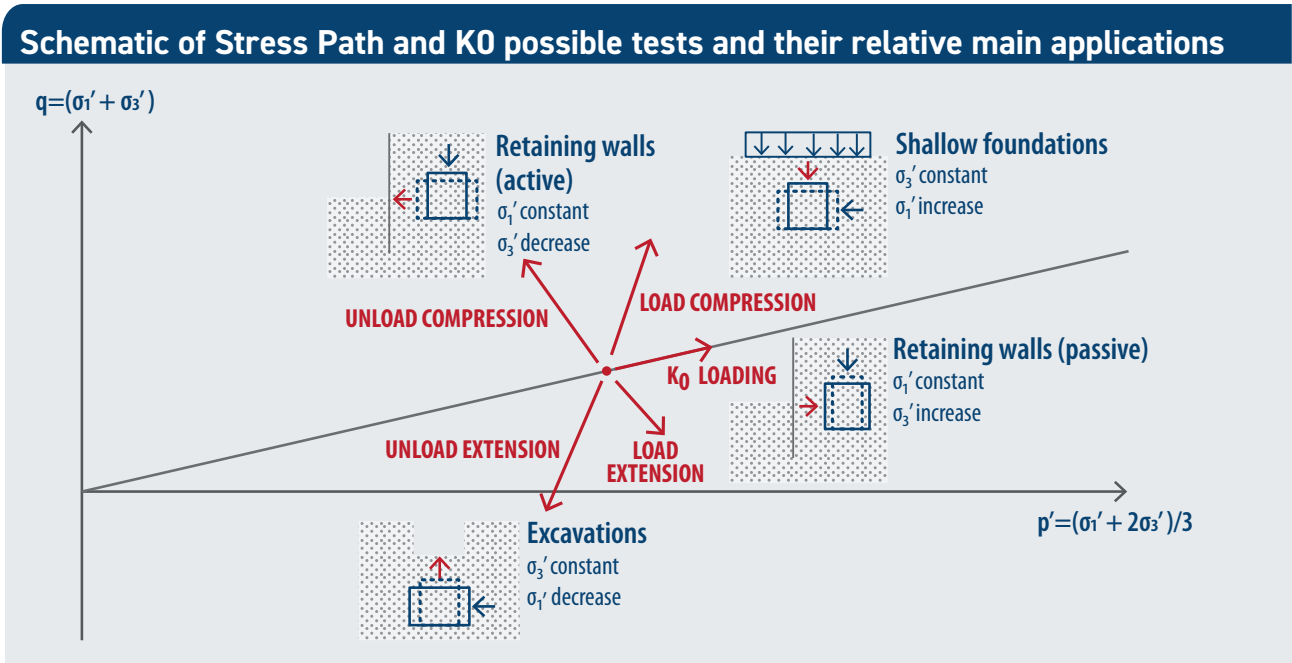 Schematic of Stress Path and K0 possible tests and their relative main applications
q=(σ₁′ + σ₃′)
Retaining walls
(active)
σ₁′ constant
σ₃′ decrease
Shallow foundations
σ₃′ constant
σ₁′ increase
UNLOAD COMPRESSION
LOAD COMPRESSION
K₀ LOADING
Retaining walls (passive)
σ₁′ constant
σ₃′ increase
UNLOAD EXTENSION
LOAD
EXTENSION
p′=(σ₁′ + 2σ₃′)/3
Excavations
σ₃′ constant
σ₁′ decrease